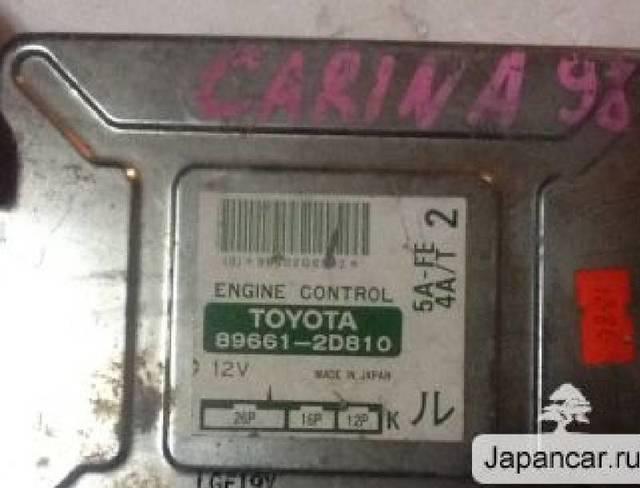 CARINA 98
ENGINE CONTROL
TOYOTA
89661-2D810
12V
MADE IN JAPAN
26P 16P 12P K
ル
5A-FE
4A/T
2
Japancar.ru